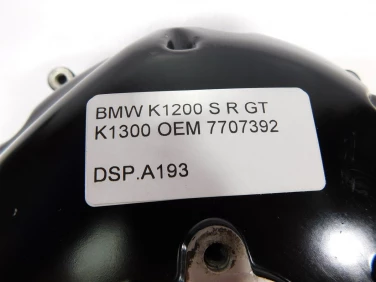 BMW K1200 S R GT
K1300 OEM 7707392
DSP.A193